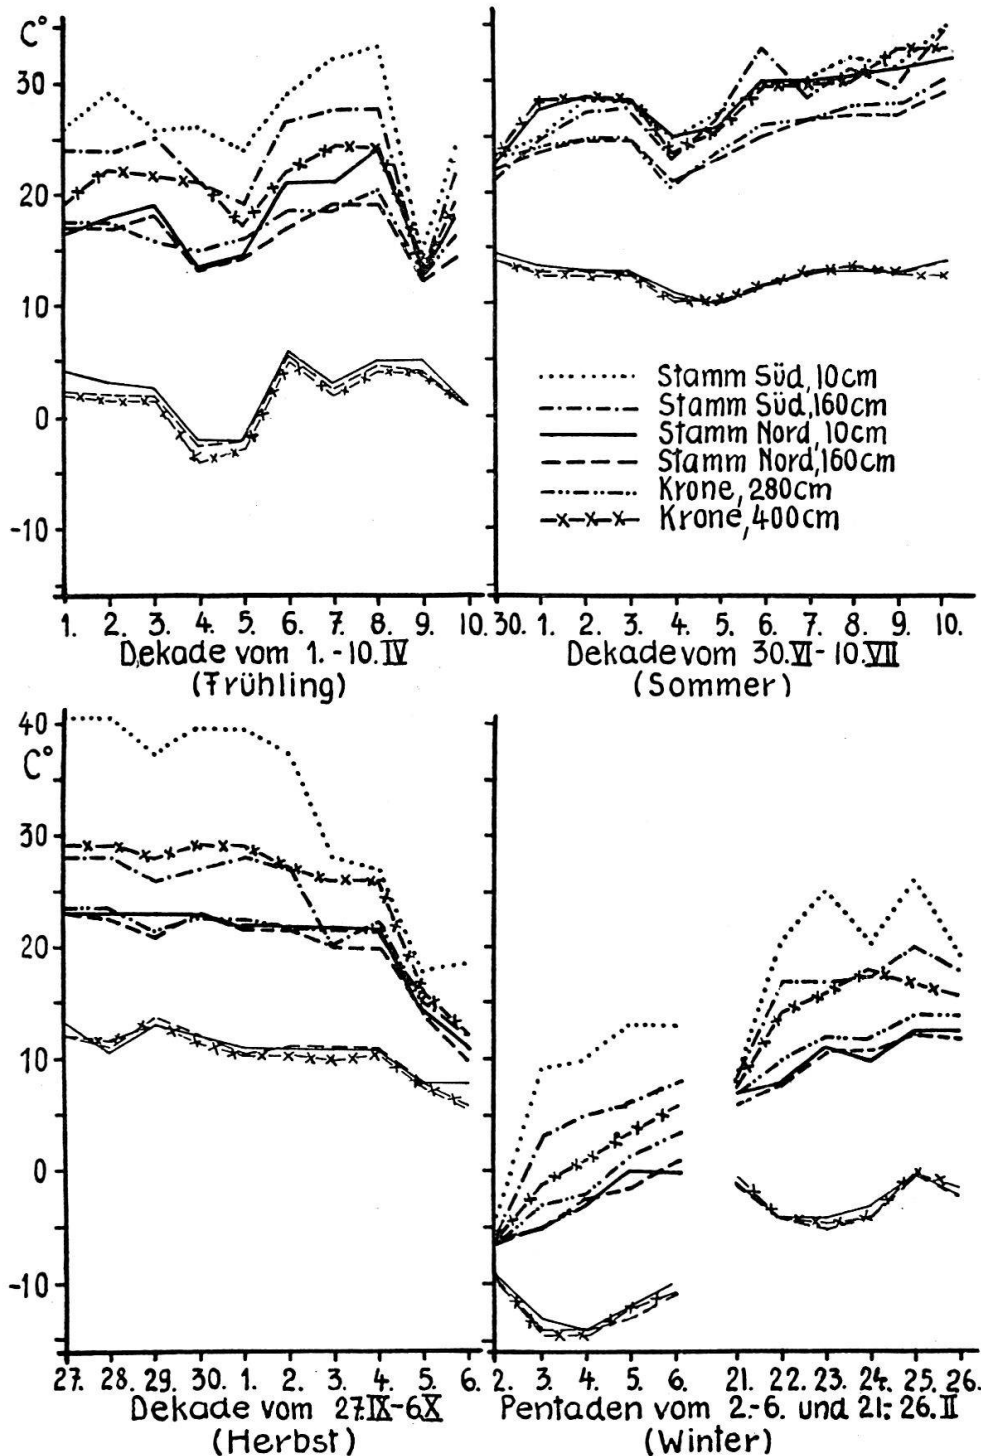 C°
30
20
10
0
-10
1. 2. 3. 4. 5. 6. 7. 8. 9. 10.
Dekade vom 1.-10.IV
(Frühling)
Stamm Süd, 10cm
Stamm Süd, 160cm
Stamm Nord, 10cm
Stamm Nord, 160cm
Krone, 280cm
Krone, 400cm
30. 1. 2. 3. 4. 5. 6. 7. 8. 9. 10.
Dekade vom 30.VI-10.VII
(Sommer)
40
C°
30
20
10
0
-10
27. 28. 29. 30. 1. 2. 3. 4. 5. 6.
Dekade vom 27.IX-6.X
(Herbst)
2. 3. 4. 5. 6. 21. 22. 23. 24. 25. 26.
Pentaden vom 2.-6. und 21.-26.II
(Winter)